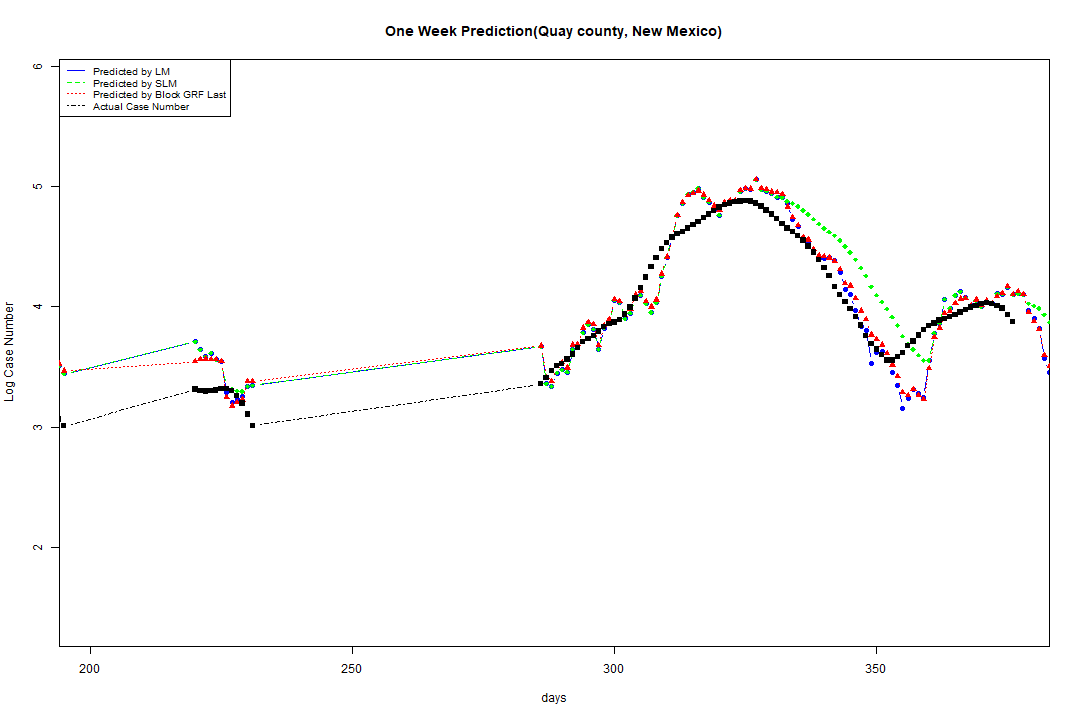 One Week Prediction(Quay county, New Mexico)
Predicted by LM
Predicted by SLM
Predicted by Block GRF Last
Actual Case Number
6
5
4
3
2
Log Case Number
200 250 300 350
days